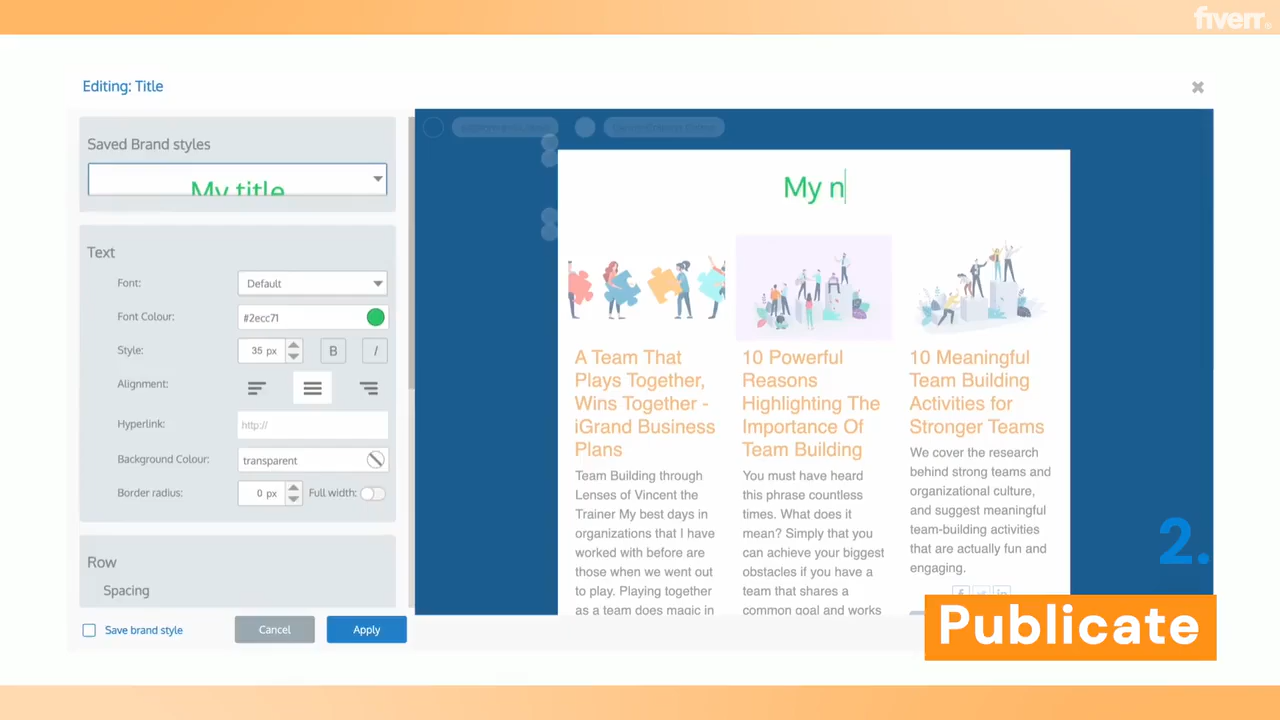 fiverr®
Editing: Title
Saved Brand styles
My title
Text
Font:
Default
Font Colour:
#2ecc71
Style:
35 px
B
I
Alignment:
Hyperlink:
http://
Background Colour:
transparent
Border radius:
0 px
Full width:
Row
Spacing
Save brand style
Cancel
Apply
My n
A Team That
Plays Together,
Wins Together -
iGrand Business
Plans
Team Building through
Lenses of Vincent the
Trainer My best days in
organizations that I have
worked with before are
those when we went out
to play. Playing together
as a team does magic in
10 Powerful
Reasons
Highlighting The
Importance Of
Team Building
You must have heard
this phrase countless
times. What does it
mean? Simply that you
can achieve your biggest
obstacles if you have a
team that shares a
common goal and works
10 Meaningful
Team Building
Activities for
Stronger Teams
We cover the research
behind strong teams and
organizational culture,
and suggest meaningful
team-building activities
that are actually fun and
engaging.
2.
Publicate